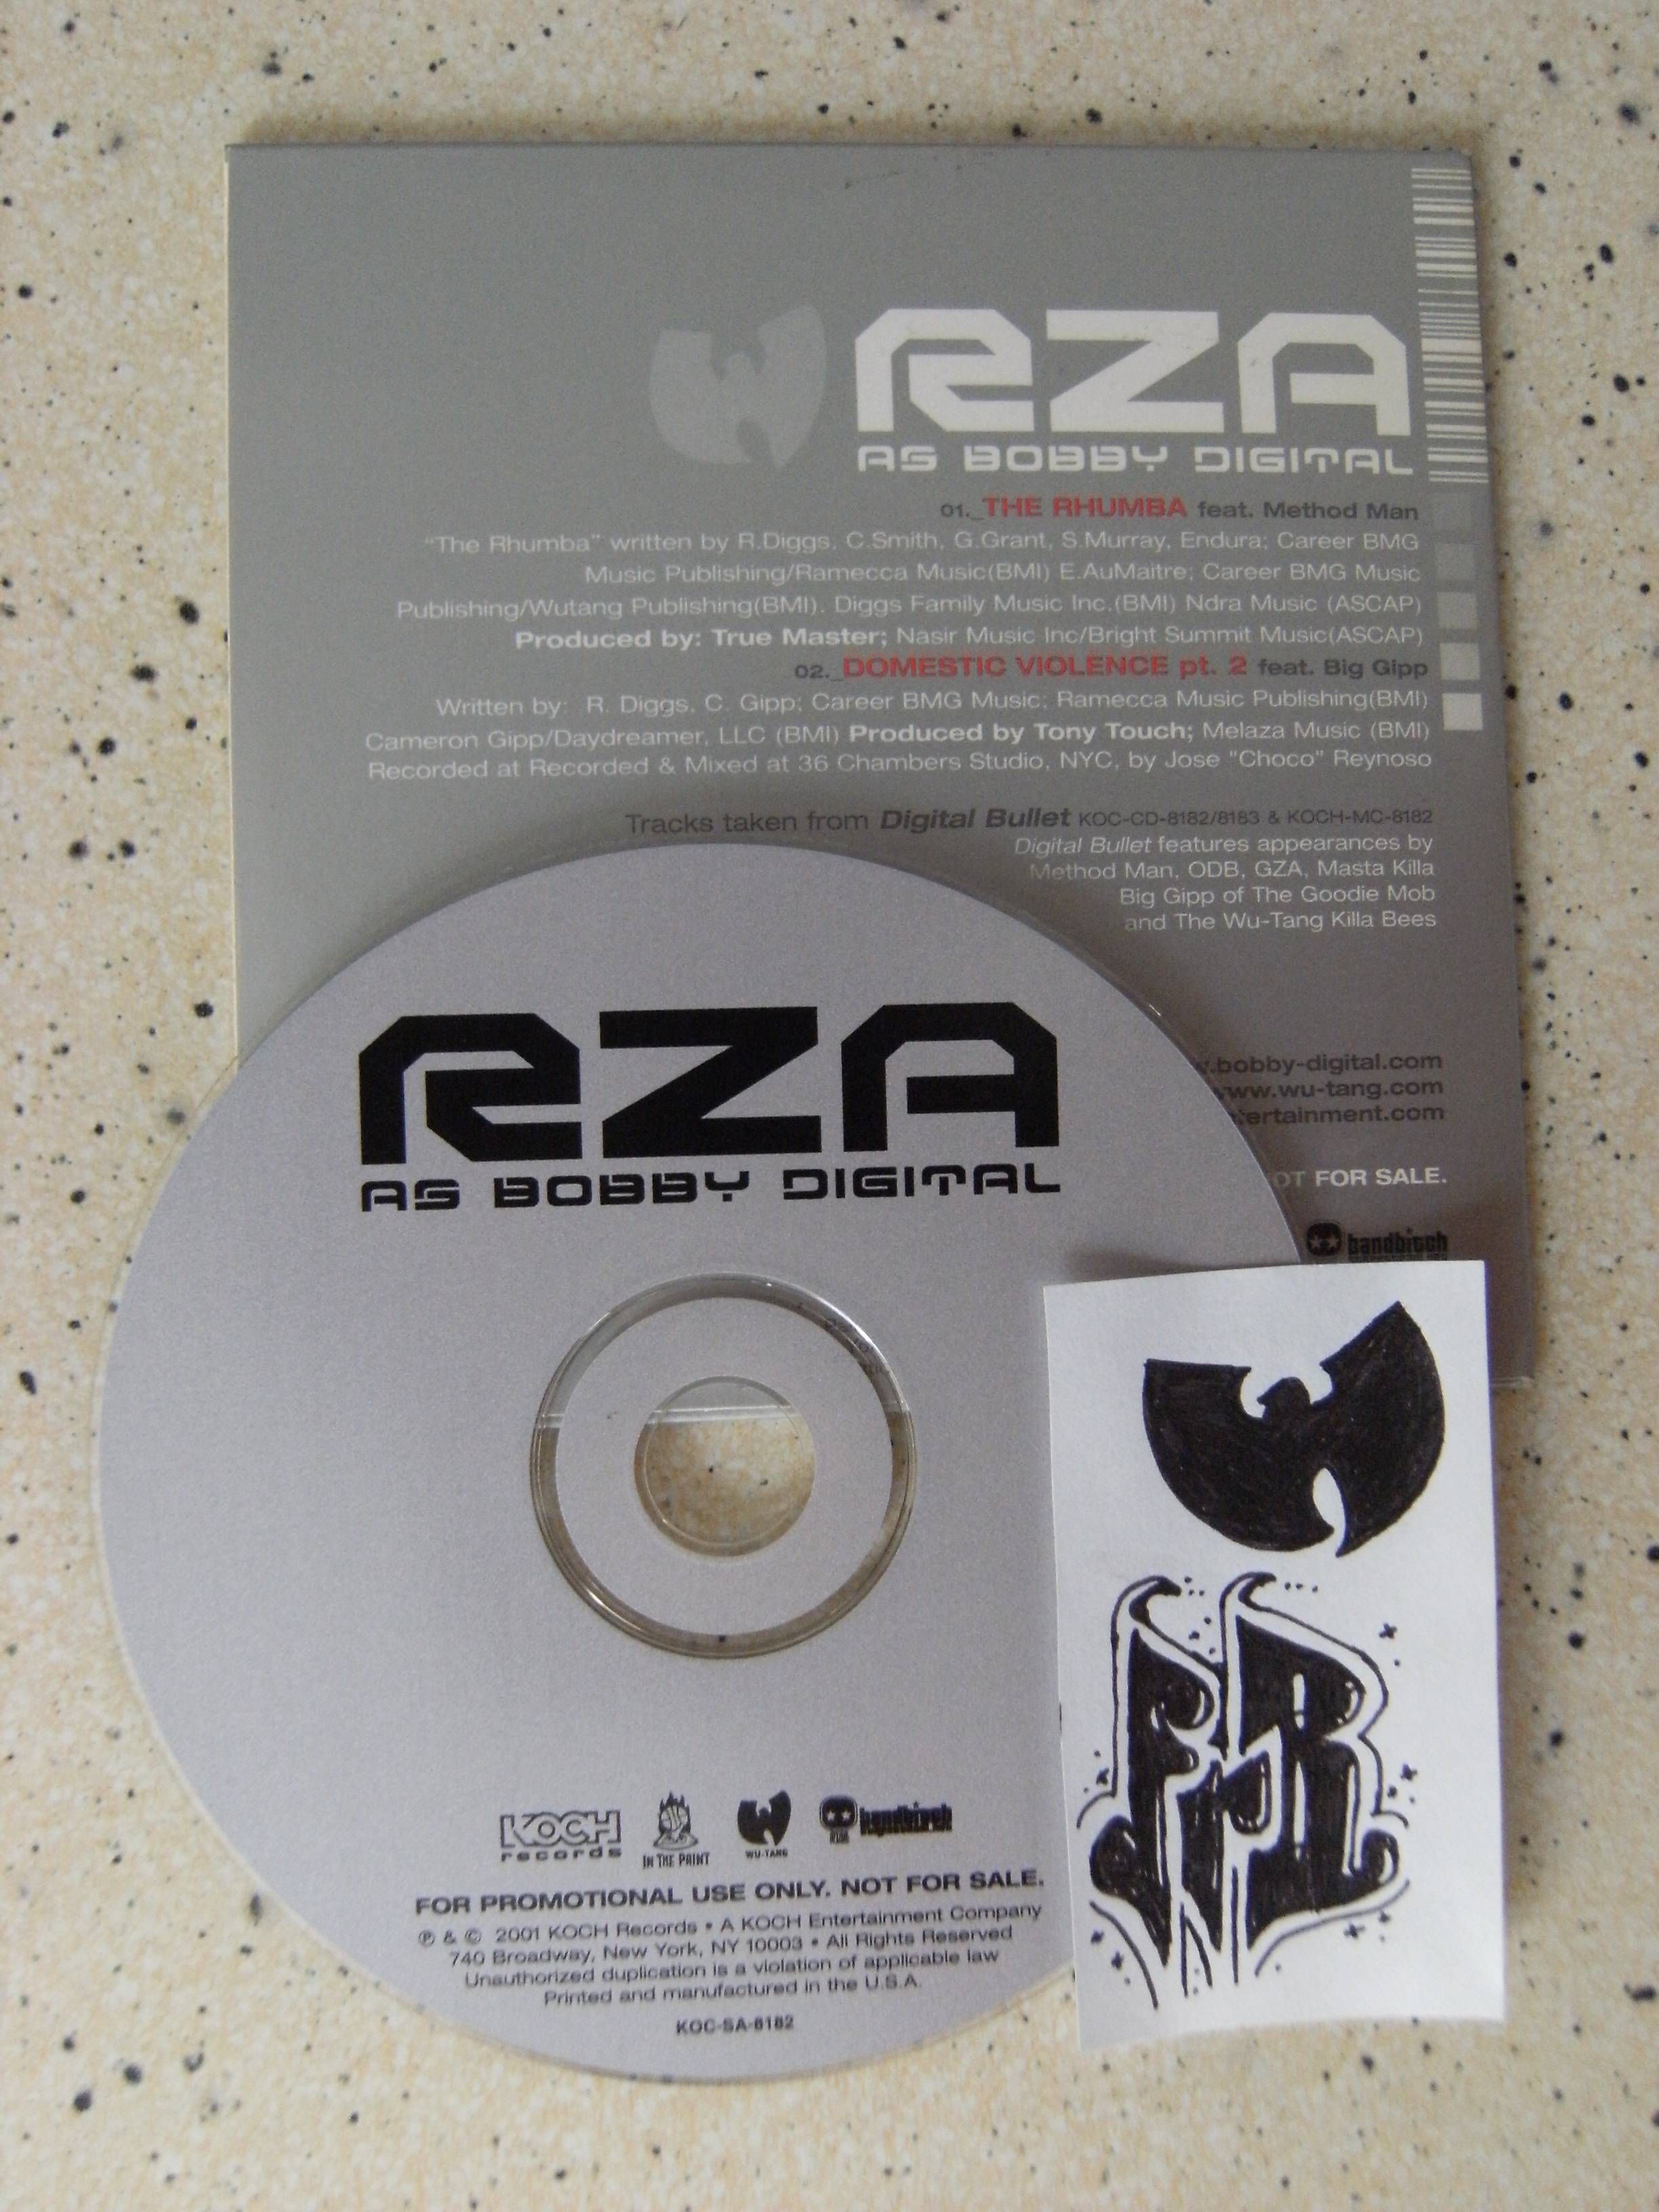 RZA
AS BOBBY DIGITAL
01._THE RHUMBA feat. Method Man
"The Rhumba" written by R.Diggs, C.Smith, G.Grant, S.Murray, Endura; Career BMG
Music Publishing/Ramecca Music(BMI) E.AuMaitre; Career BMG Music
Publishing/Wutang Publishing(BMI). Diggs Family Music Inc.(BMI) Ndra Music (ASCAP)
Produced by: True Master; Nasir Music Inc/Bright Summit Music(ASCAP)
02._DOMESTIC VIOLENCE pt. 2 feat. Big Gipp
Written by: R. Diggs, C. Gipp; Career BMG Music; Ramecca Music Publishing(BMI)
Cameron Gipp/Daydreamer, LLC (BMI) Produced by Tony Touch; Melaza Music (BMI)
Recorded at Recorded & Mixed at 36 Chambers Studio, NYC, by Jose "Choco" Reynoso
Tracks taken from Digital Bullet KOC-CD-8182/8183 & KOCH-MC-8182
Digital Bullet features appearances by
Method Man, ODB, GZA, Masta Killa
Big Gipp of The Goodie Mob
and The Wu-Tang Killa Bees
w.bobby-digital.com
www.wu-tang.com
tertainment.com
OT FOR SALE.
handbitch
RZA
AS BOBBY DIGITAL
KOCH
records
IN THE PRINT
WU-TANG
handbitch
FOR PROMOTIONAL USE ONLY. NOT FOR SALE.
℗ & © 2001 KOCH Records • A KOCH Entertainment Company
740 Broadway, New York, NY 10003 • All Rights Reserved
Unauthorized duplication is a violation of applicable law
Printed and manufactured in the U.S.A.
KOC-SA-8182